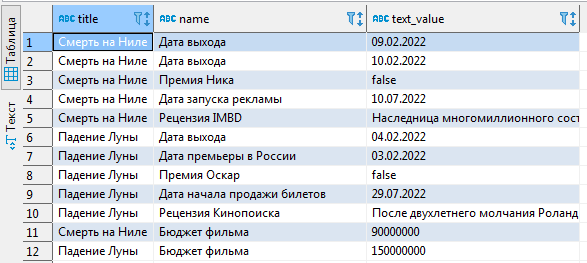 Таблица
Текст
title name text_value
1 Смерть на Ниле Дата выхода 09.02.2022
2 Смерть на Ниле Дата выхода 10.02.2022
3 Смерть на Ниле Премия Ника false
4 Смерть на Ниле Дата запуска рекламы 10.07.2022
5 Смерть на Ниле Рецензия IMBD Наследница многомиллионного сост
6 Падение Луны Дата выхода 04.02.2022
7 Падение Луны Дата премьеры в России 03.02.2022
8 Падение Луны Премия Оскар false
9 Падение Луны Дата начала продажи билетов 29.07.2022
10 Падение Луны Рецензия Кинопоиска После двухлетнего молчания Роланд
11 Смерть на Ниле Бюджет фильма 90000000
12 Падение Луны Бюджет фильма 150000000